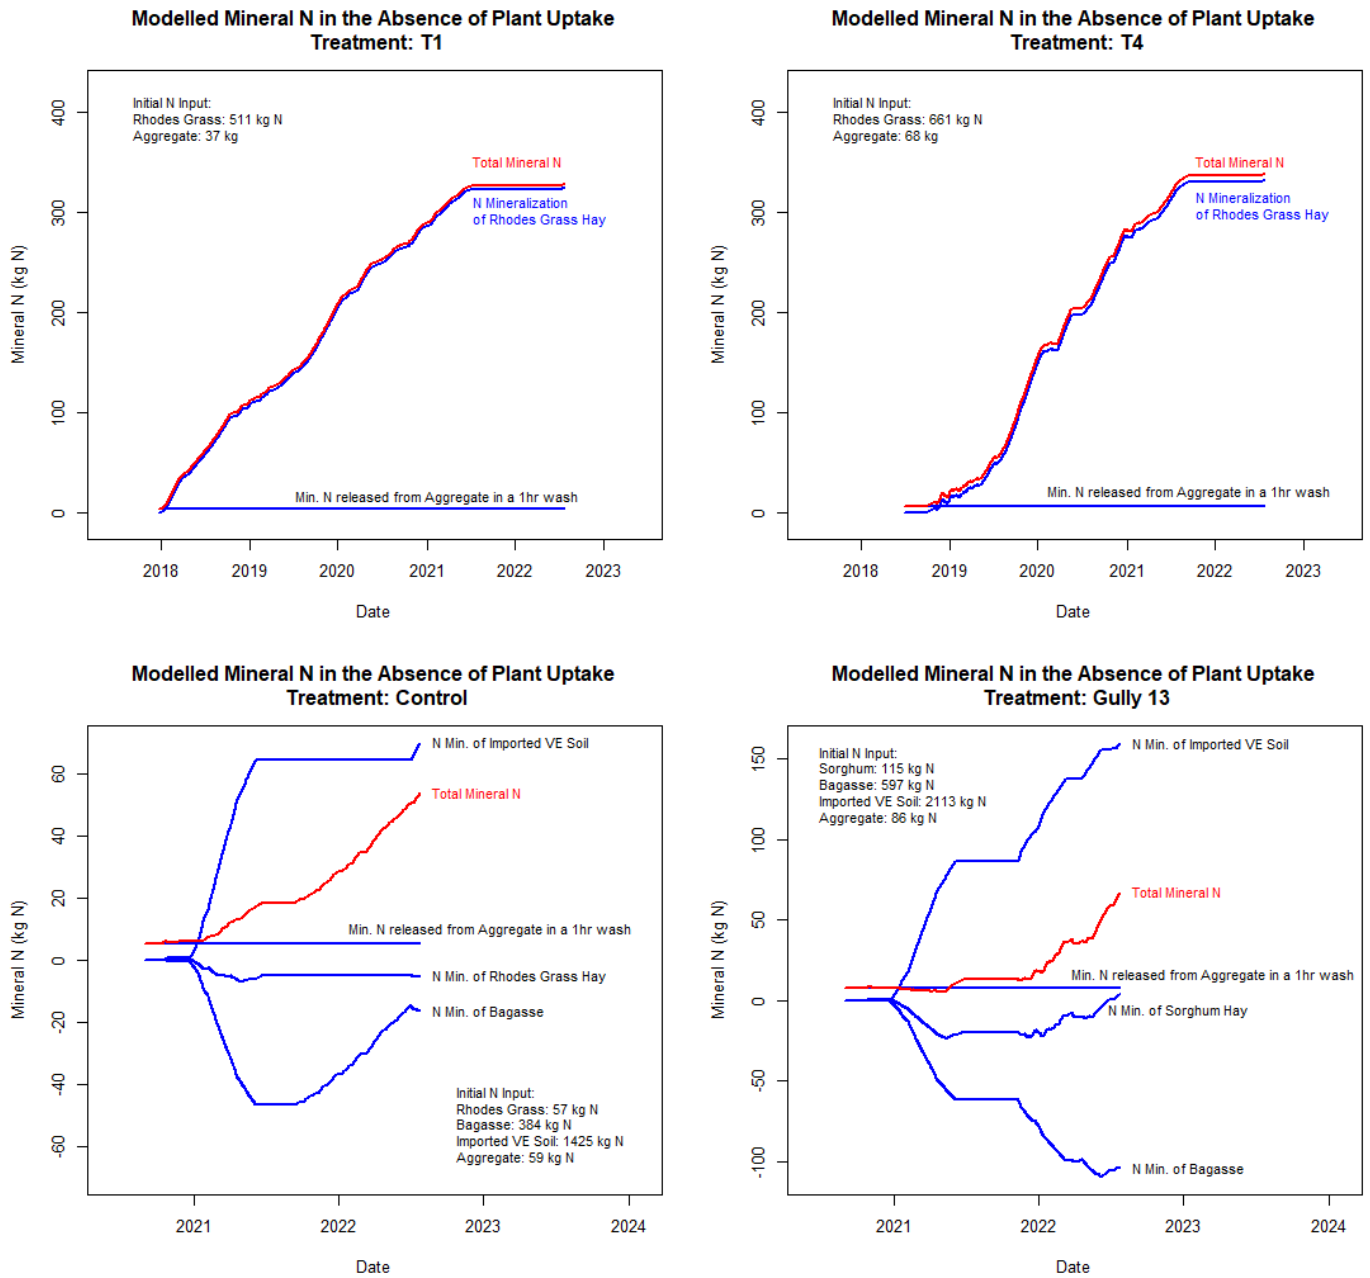 Modelled Mineral N in the Absence of Plant Uptake
Treatment: T1
Initial N Input:
Rhodes Grass: 511 kg N
Aggregate: 37 kg
Total Mineral N
N Mineralization
of Rhodes Grass Hay
Min. N released from Aggregate in a 1hr wash
Mineral N (kg N)
400
300
200
100
0
2018 2019 2020 2021 2022 2023
Date
Modelled Mineral N in the Absence of Plant Uptake
Treatment: T4
Initial N Input:
Rhodes Grass: 661 kg N
Aggregate: 68 kg
Total Mineral N
N Mineralization
of Rhodes Grass Hay
Min. N released from Aggregate in a 1hr wash
Mineral N (kg N)
400
300
200
100
0
2018 2019 2020 2021 2022 2023
Date
Modelled Mineral N in the Absence of Plant Uptake
Treatment: Control
N Min. of Imported VE Soil
Total Mineral N
Min. N released from Aggregate in a 1hr wash
N Min. of Rhodes Grass Hay
N Min. of Bagasse
Initial N Input:
Rhodes Grass: 57 kg N
Bagasse: 384 kg N
Imported VE Soil: 1425 kg N
Aggregate: 59 kg N
Mineral N (kg N)
60
40
20
0
-20
-40
-60
2021 2022 2023 2024
Date
Modelled Mineral N in the Absence of Plant Uptake
Treatment: Gully 13
Initial N Input:
Sorghum: 115 kg N
Bagasse: 597 kg N
Imported VE Soil: 2113 kg N
Aggregate: 86 kg N
N Min. of Imported VE Soil
Total Mineral N
Min. N released from Aggregate in a 1hr wash
N Min. of Sorghum Hay
N Min. of Bagasse
Mineral N (kg N)
150
100
50
0
-50
-100
2021 2022 2023 2024
Date